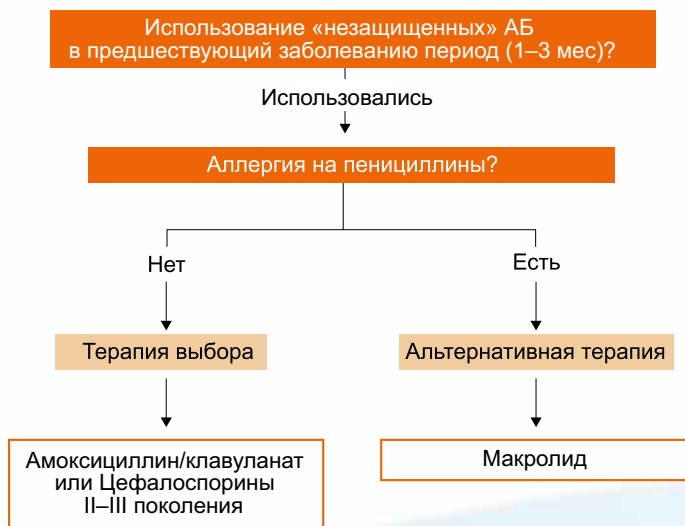 Использование «незащищенных» АБ
в предшествующий заболеванию период (1–3 мес)?
Использовались
Аллергия на пенициллины?
Нет
Есть
Терапия выбора
Альтернативная терапия
Амоксициллин/клавуланат
или Цефалоспорины
II–III поколения
Макролид